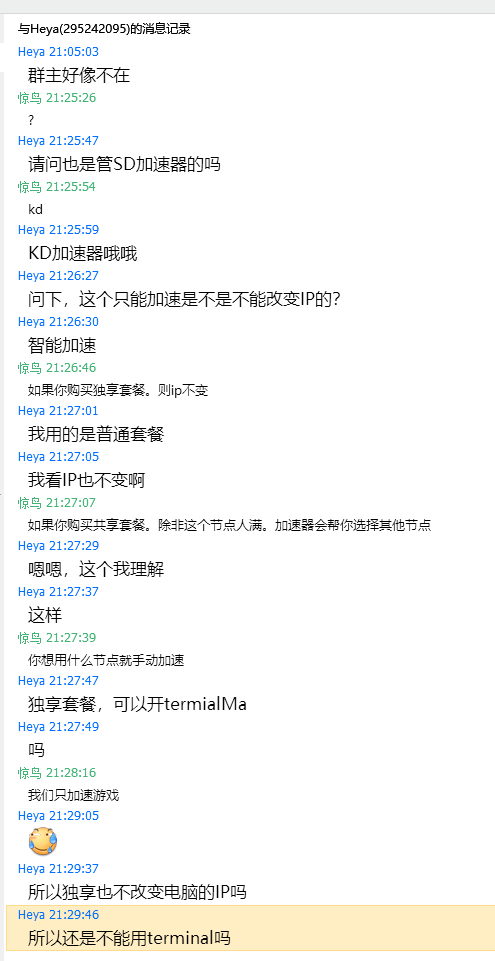 与Heya(295242095)的消息记录
Heya 21:05:03
群主好像不在
惊鸟 21:25:26
?
Heya 21:25:47
请问也是管SD加速器的吗
惊鸟 21:25:54
kd
Heya 21:25:59
KD加速器哦哦
Heya 21:26:27
问下，这个只能加速是不是不能改变IP的?
Heya 21:26:30
智能加速
惊鸟 21:26:46
如果你购买独享套餐。则ip不变
Heya 21:27:01
我用的是普通套餐
Heya 21:27:05
我看IP也不变啊
惊鸟 21:27:07
如果你购买共享套餐。除非这个节点人满。加速器会帮你选择其他节点
Heya 21:27:29
嗯嗯，这个我理解
Heya 21:27:37
这样
惊鸟 21:27:39
你想用什么节点就手动加速
Heya 21:27:47
独享套餐，可以开termialMa
Heya 21:27:49
吗
惊鸟 21:28:16
我们只加速游戏
Heya 21:29:05
Heya 21:29:37
所以独享也不改变电脑的IP吗
Heya 21:29:46
所以还是不能用terminal吗